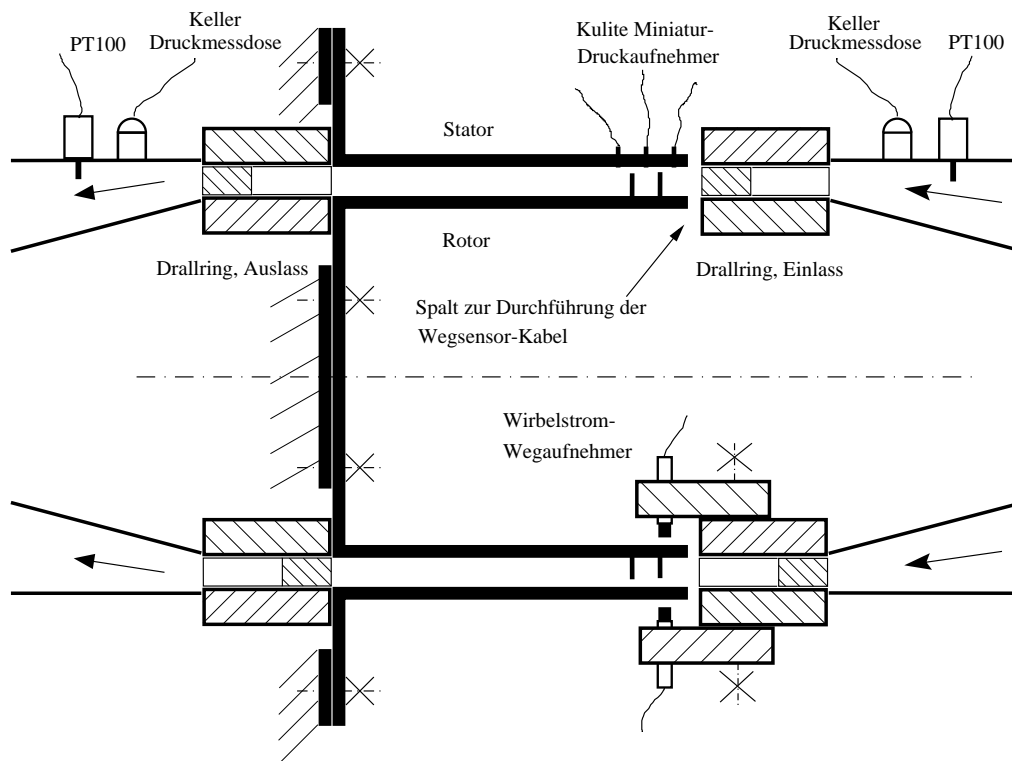 Keller
Druckmessdose
PT100
Kulite Miniatur-
Druckaufnehmer
Keller
Druckmessdose
PT100
Stator
Rotor
Drallring, Auslass
Drallring, Einlass
Spalt zur Durchführung der
Wegsensor-Kabel
Wirbelstrom-
Wegaufnehmer